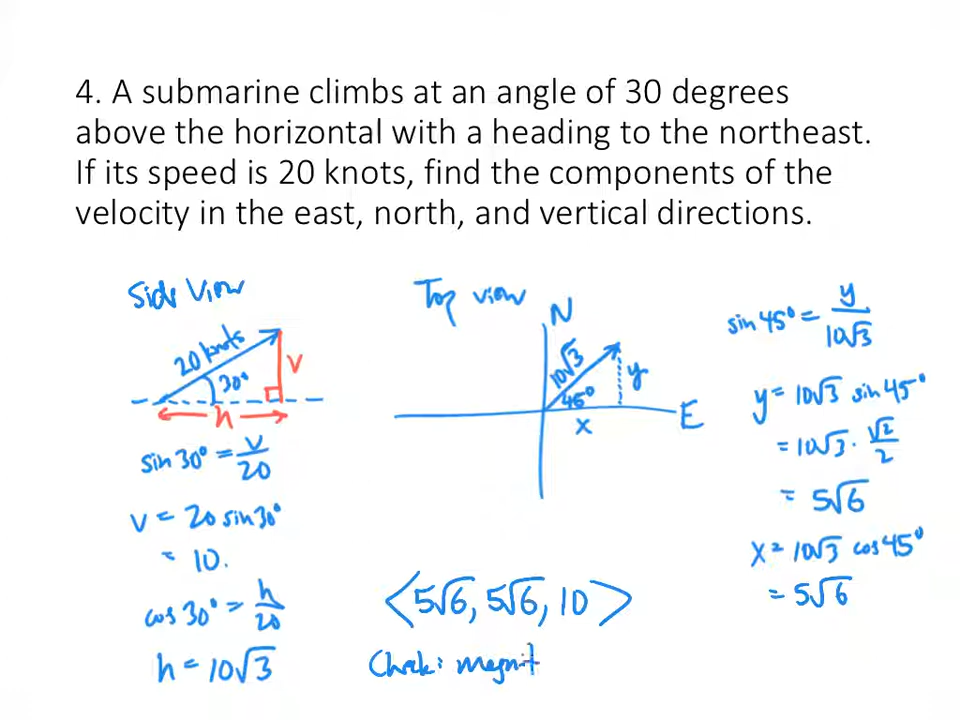 4. A submarine climbs at an angle of 30 degrees
above the horizontal with a heading to the northeast.
If its speed is 20 knots, find the components of the
velocity in the east, north, and vertical directions.
Side View
20 knots
30°
v
h
sin 30° = v/20
v = 20 sin 30°
= 10.
cos 30° = h/20
h = 10√3
Top view
N
10√3
y
45°
x
E
<5√6, 5√6, 10>
Check: magnit
sin 45° = y/10√3
y = 10√3 sin 45°
= 10√3 · √2/2
= 5√6
x = 10√3 cos 45°
= 5√6